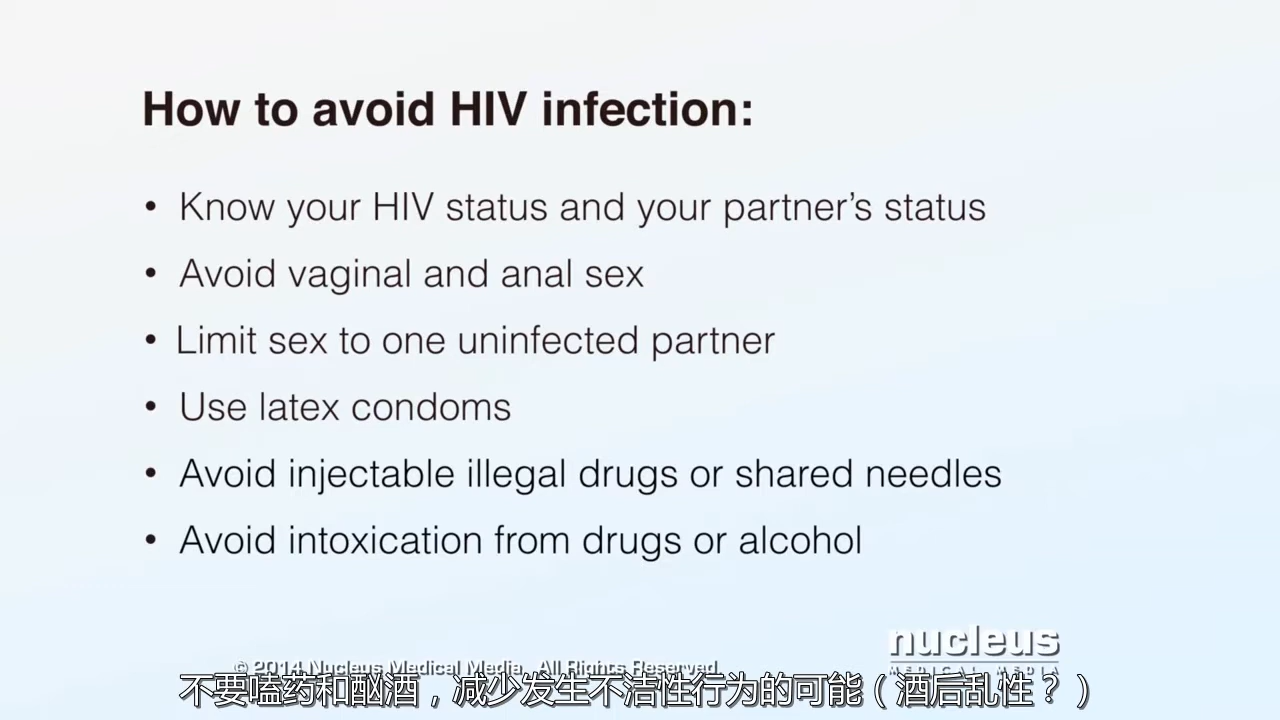 How to avoid HIV infection:
• Know your HIV status and your partner’s status
• Avoid vaginal and anal sex
• Limit sex to one uninfected partner
• Use latex condoms
• Avoid injectable illegal drugs or shared needles
• Avoid intoxication from drugs or alcohol
nucleus
MEDICAL MEDIA
© 2014 Nucleus Medical Media. All Rights Reserved.
不要嗑药和酗酒，减少发生不洁性行为的可能（酒后乱性？）